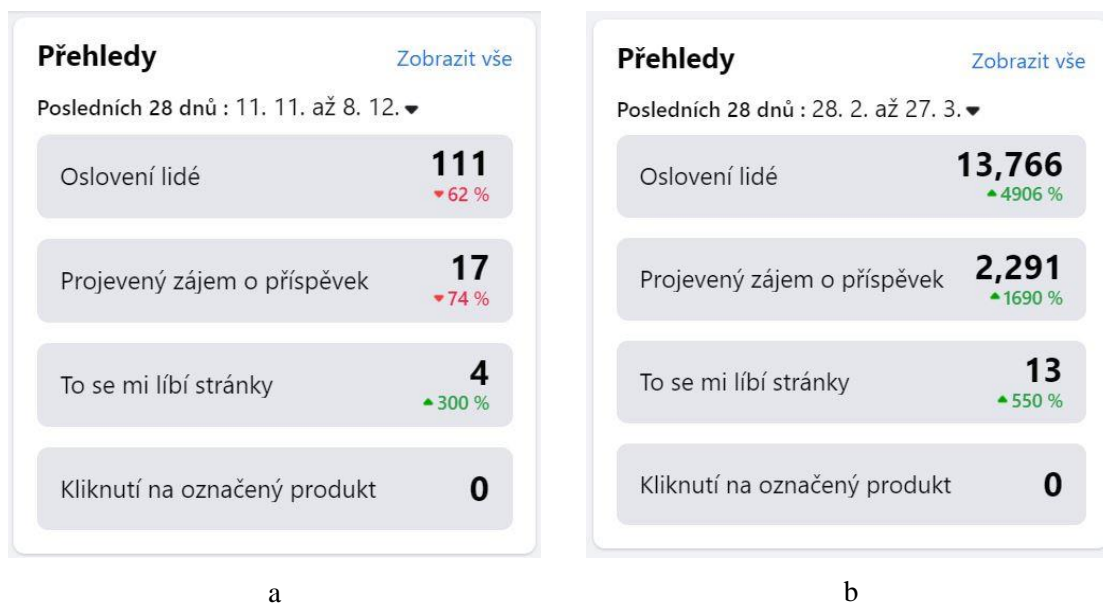 Přehledy Zobrazit vše
Posledních 28 dnů : 11. 11. až 8. 12.
Oslovení lidé 111
62 %
Projevený zájem o příspěvek 17
74 %
To se mi líbí stránky 4
300 %
Kliknutí na označený produkt 0
a
Přehledy Zobrazit vše
Posledních 28 dnů : 28. 2. až 27. 3.
Oslovení lidé 13,766
4906 %
Projevený zájem o příspěvek 2,291
1690 %
To se mi líbí stránky 13
550 %
Kliknutí na označený produkt 0
b